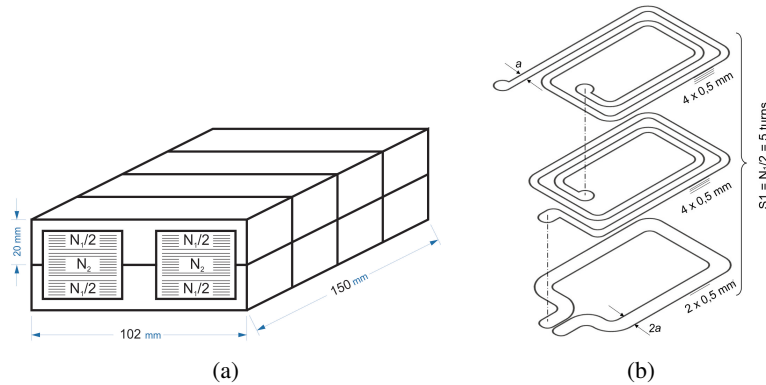 N₁/2
N₁/2
N₂
N₂
N₁/2
N₁/2
20 mm
102 mm
150 mm
(a)
a
4 x 0,5 mm
4 x 0,5 mm
2a
2 x 0,5 mm
S1 = N₁/2 = 5 turns
(b)